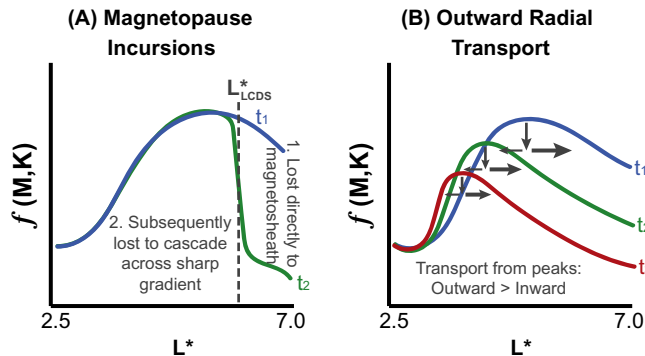 (A) Magnetopause
Incursions
L*LCDS
t1
1. Lost directly to
magnetosheath
2. Subsequently
lost to cascade
across sharp
gradient
t2
f (M,K)
2.5
7.0
L*
(B) Outward Radial
Transport
t1
t2
t
Transport from peaks:
Outward > Inward
f (M,K)
2.5
7.0
L*